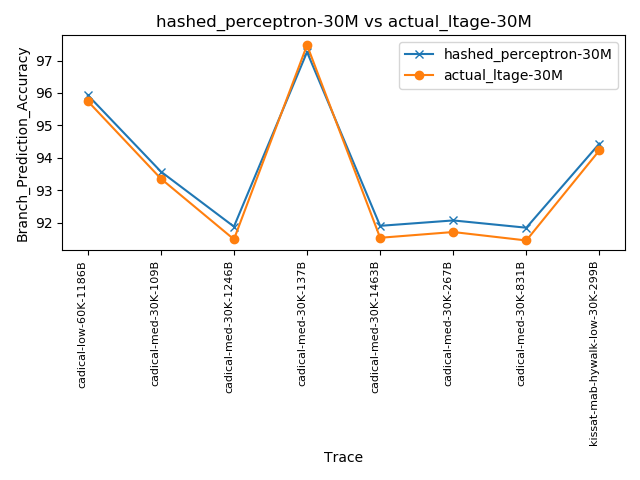 hashed_perceptron-30M vs actual_ltage-30M
hashed_perceptron-30M
actual_ltage-30M
Branch_Prediction_Accuracy
97
96
95
94
93
92
cadical-low-60K-1186B
cadical-med-30K-109B
cadical-med-30K-1246B
cadical-med-30K-137B
cadical-med-30K-1463B
cadical-med-30K-267B
cadical-med-30K-831B
kissat-mab-hywalk-low-30K-299B
Trace